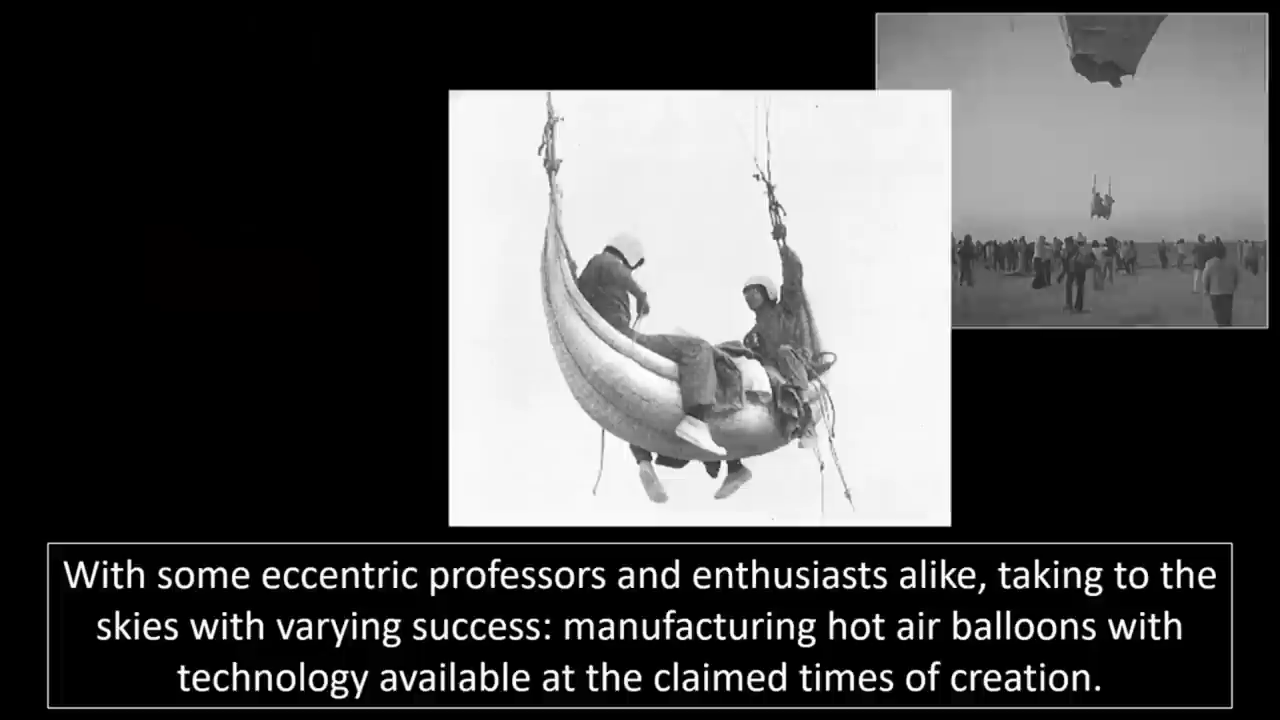 With some eccentric professors and enthusiasts alike, taking to the
skies with varying success: manufacturing hot air balloons with
technology available at the claimed times of creation.